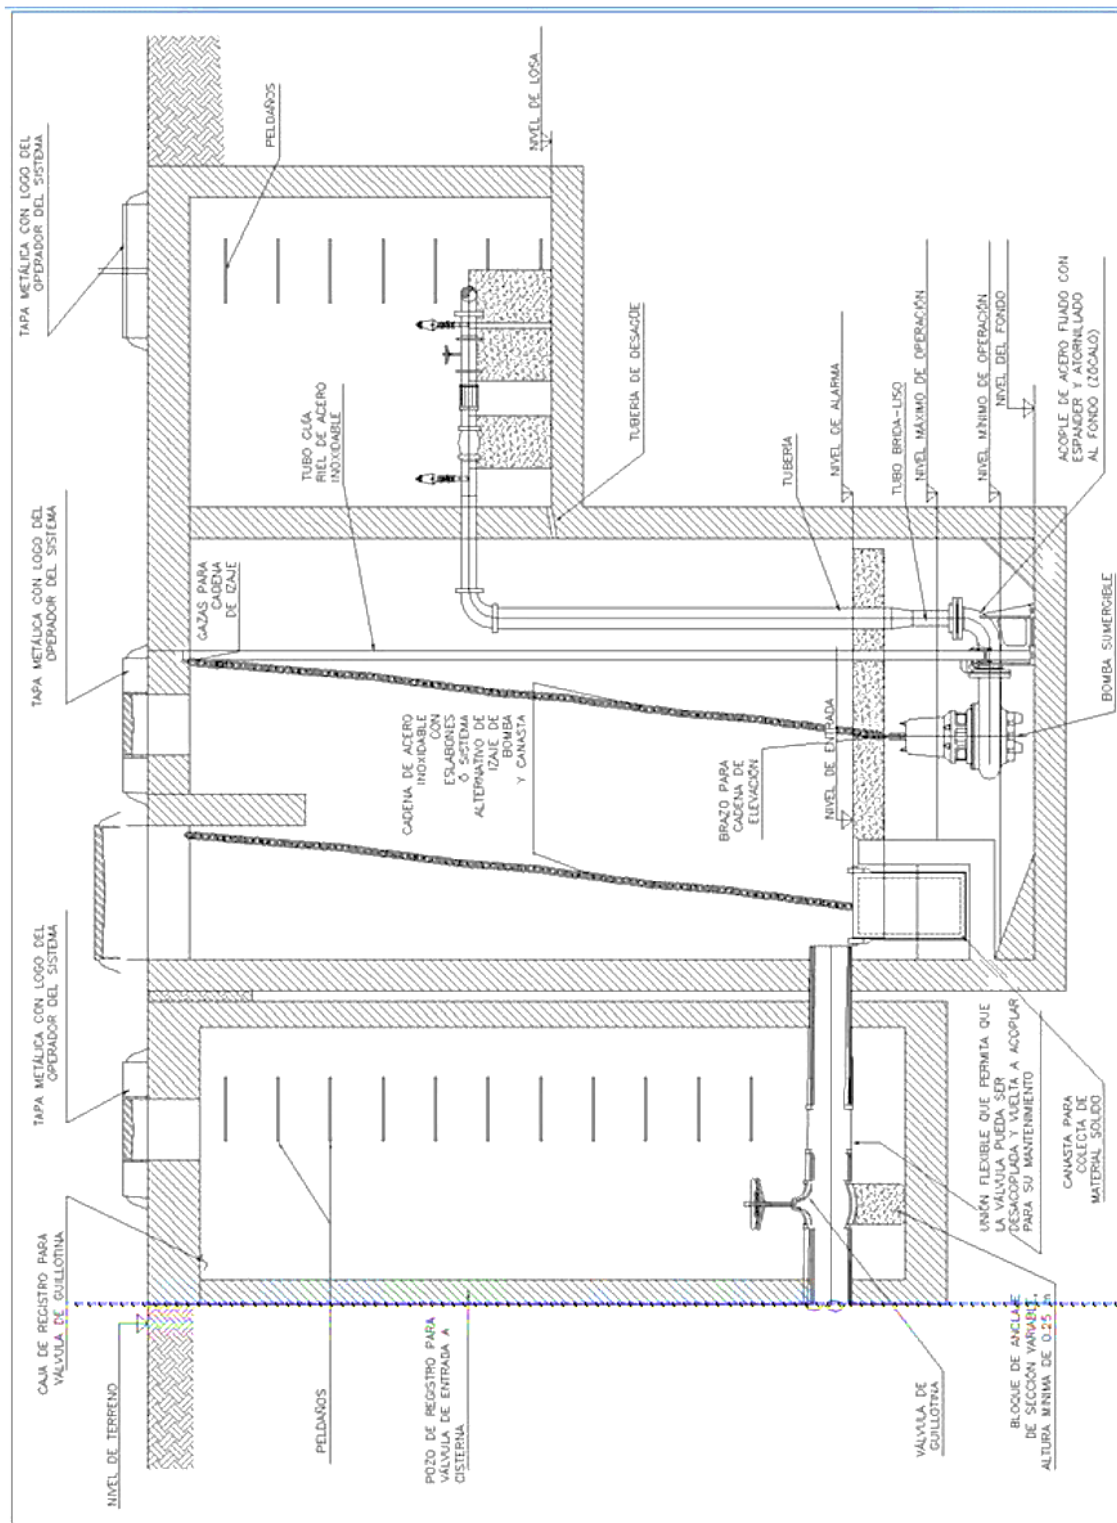 TAPA METÁLICA CON LOGO DEL
OPERADOR DEL SISTEMA
PELDAÑOS
NIVEL DE LOSA
TAPA METÁLICA CON LOGO DEL
OPERADOR DEL SISTEMA
GAZAS PARA
CADENA
DE IZAJE
TUBO GUÍA
RIEL DE ACERO
INOXIDABLE
TUBERIA DE DESAGÜE
CADENA DE ACERO
INOXIDABLE
CON
ESLABONES
Ó SISTEMA
ALTERNATIVO DE
IZAJE DE
BOMBA
Y CANASTA
BRAZO PARA
CADENA DE
ELEVACIÓN
NIVEL DE ENTRADA
TUBERÍA
NIVEL DE ALARMA
TUBO BRIDA-LISO
NIVEL MÁXIMO DE OPERACIÓN
NIVEL MÍNIMO DE OPERACIÓN
NIVEL DEL FONDO
ACOPLE DE ACERO FIJADO CON
ESPANDER Y ATORNILLADO
AL FONDO (ZÓCALO)
BOMBA SUMERGIBLE
TAPA METÁLICA CON LOGO DEL
OPERADOR DEL SISTEMA
CAJA DE REGISTRO PARA
VÁLVULA DE GUILLOTINA
NIVEL DE TERRENO
PELDAÑOS
POZO DE REGISTRO PARA
VÁLVULA DE ENTRADA A
CISTERNA
VÁLVULA DE
GUILLOTINA
UNIÓN FLEXIBLE QUE PERMITA QUE
LA VÁLVULA PUEDA SER
DESACOPLADA Y VUELTA A ACOPLAR
PARA SU MANTENIMIENTO
CANASTA PARA
COLECTA DE
MATERIAL SOLIDO
BLOQUE DE ANCLAJE
DE SECCIÓN VARIABLE,
ALTURA MINIMA DE 0.25 m